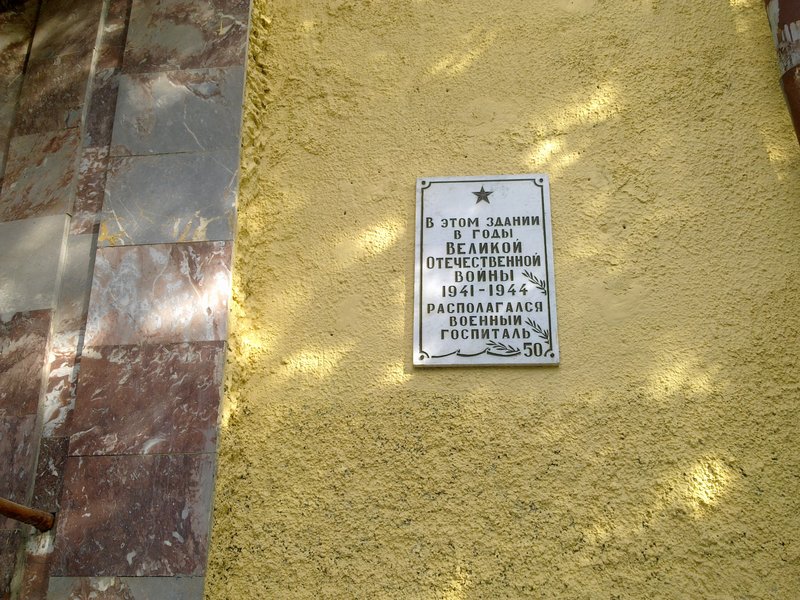 В ЭТОМ ЗДАНИИ
В ГОДЫ
ВЕЛИКОЙ
ОТЕЧЕСТВЕННОЙ
ВОЙНЫ
1941-1944
РАСПОЛАГАЛСЯ
ВОЕННЫЙ
ГОСПИТАЛЬ
50